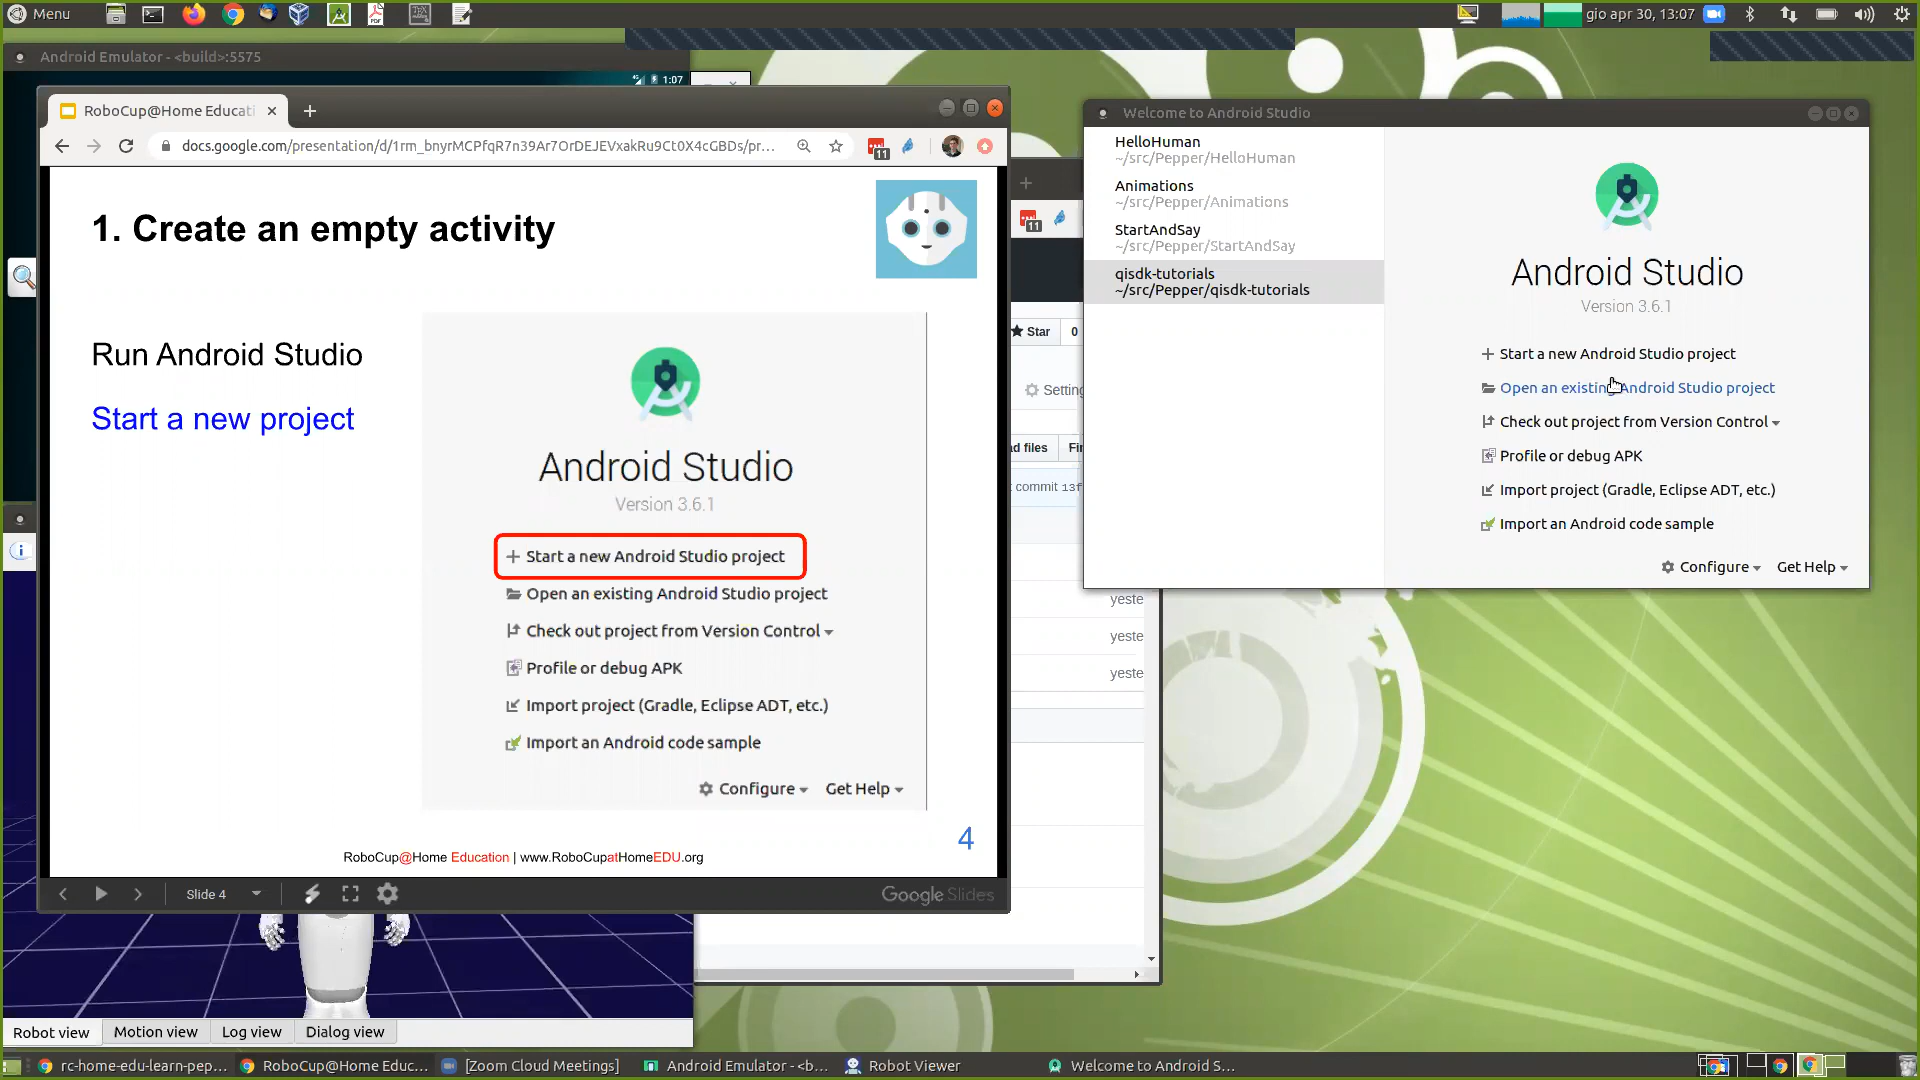 Menu
gio apr 30, 13:07
Android Emulator - <build>:5575
1:07
RoboCup@Home Educati
docs.google.com/presentation/d/1rm_bnyrMCPfqR7n39Ar7OrDEJEVxakRu9Ct0X4cGBDs/pr...
11
1. Create an empty activity
Run Android Studio
Start a new project
Android Studio
Version 3.6.1
Start a new Android Studio project
Open an existing Android Studio project
Check out project from Version Control
Profile or debug APK
Import project (Gradle, Eclipse ADT, etc.)
Import an Android code sample
Configure
Get Help
4
RoboCup@Home Education | www.RoboCupatHomeEDU.org
Slide 4
Google Slides
11
Star
0
Setting
ad files
Fin
commit 13f
yeste
yeste
yeste
Welcome to Android Studio
HelloHuman
~/src/Pepper/HelloHuman
Animations
~/src/Pepper/Animations
StartAndSay
~/src/Pepper/StartAndSay
qisdk-tutorials
~/src/Pepper/qisdk-tutorials
Android Studio
Version 3.6.1
Start a new Android Studio project
Open an existing Android Studio project
Check out project from Version Control
Profile or debug APK
Import project (Gradle, Eclipse ADT, etc.)
Import an Android code sample
Configure
Get Help
Robot view
Motion view
Log view
Dialog view
rc-home-edu-learn-pep...
RoboCup@Home Educ...
[Zoom Cloud Meetings]
Android Emulator - <b...
Robot Viewer
Welcome to Android S...